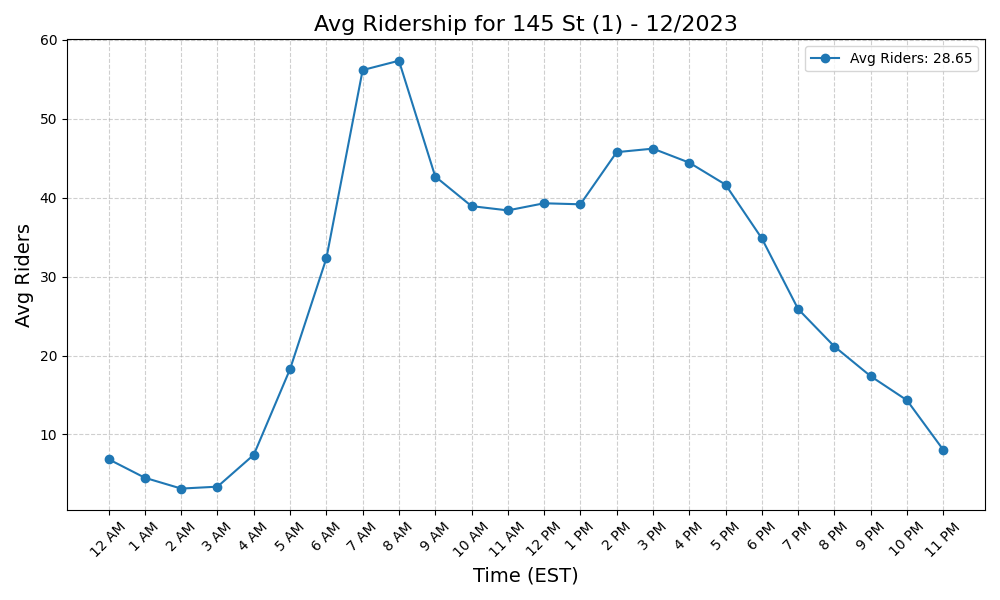 Avg Ridership for 145 St (1) - 12/2023
Avg Riders: 28.65
Avg Riders
60
50
40
30
20
10
12 AM
1 AM
2 AM
3 AM
4 AM
5 AM
6 AM
7 AM
8 AM
9 AM
10 AM
11 AM
12 PM
1 PM
2 PM
3 PM
4 PM
5 PM
6 PM
7 PM
8 PM
9 PM
10 PM
11 PM
Time (EST)